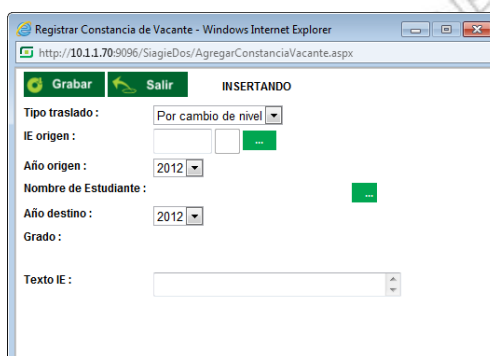 Registrar Constancia de Vacante - Windows Internet Explorer
http://10.1.1.70:9096/SiagieDos/AgregarConstanciaVacante.aspx
Grabar Salir INSERTANDO
Tipo traslado : Por cambio de nivel
IE origen : ...
Año origen : 2012
Nombre de Estudiante : ...
Año destino : 2012
Grado :
Texto IE :